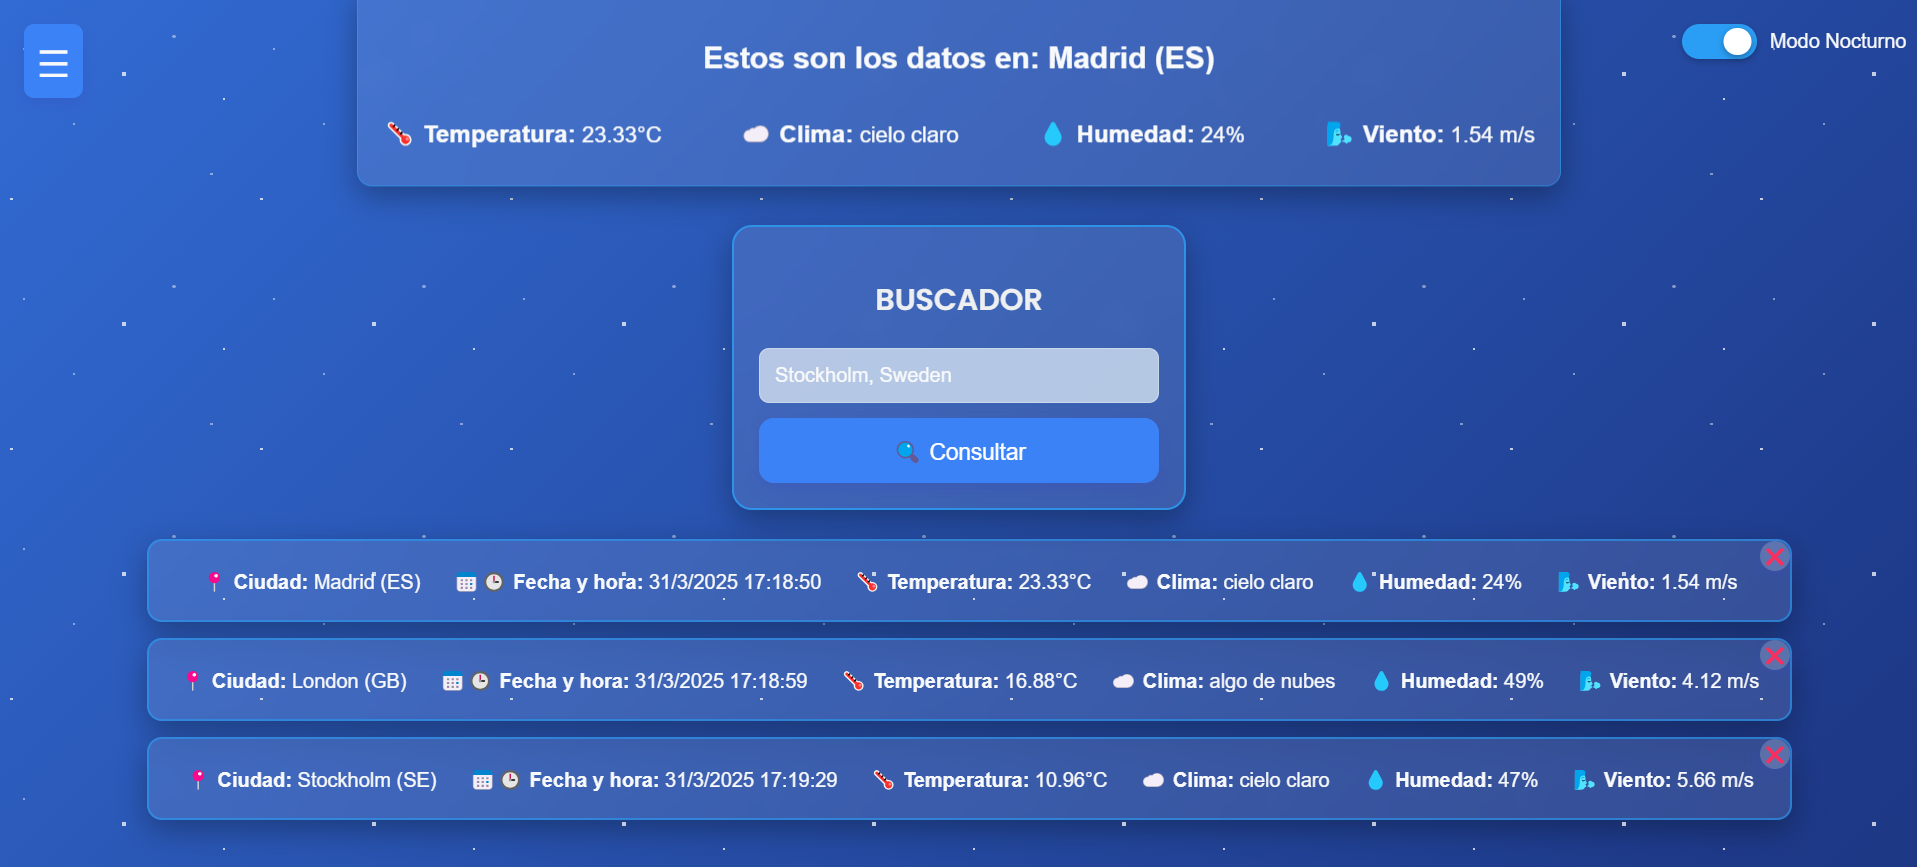 Modo Nocturno
Estos son los datos en: Madrid (ES)
Temperatura: 23.33°C Clima: cielo claro Humedad: 24% Viento: 1.54 m/s
BUSCADOR
Stockholm, Sweden
Consultar
Ciudad: Madrid (ES) Fecha y hora: 31/3/2025 17:18:50 Temperatura: 23.33°C Clima: cielo claro Humedad: 24% Viento: 1.54 m/s
Ciudad: London (GB) Fecha y hora: 31/3/2025 17:18:59 Temperatura: 16.88°C Clima: algo de nubes Humedad: 49% Viento: 4.12 m/s
Ciudad: Stockholm (SE) Fecha y hora: 31/3/2025 17:19:29 Temperatura: 10.96°C Clima: cielo claro Humedad: 47% Viento: 5.66 m/s